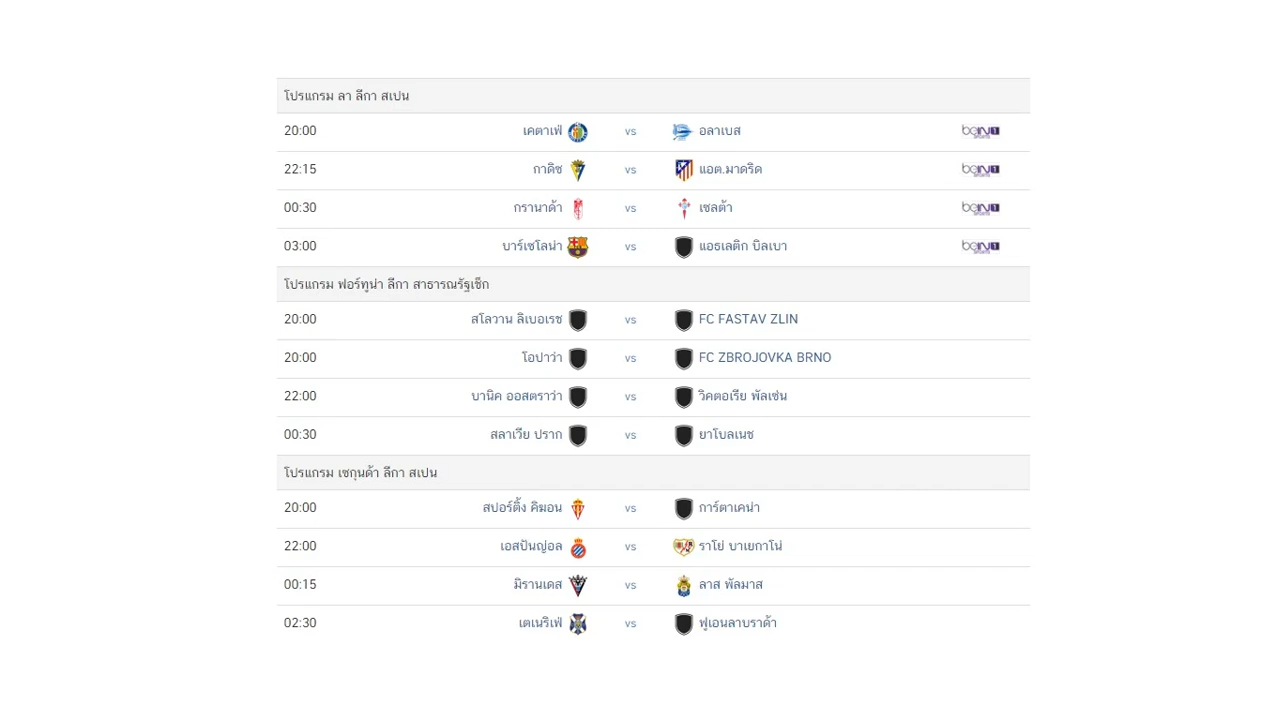 โปรแกรม ลา ลีกา สเปน
20:00 เคตาเฟ่ vs อลาเบส beIN SPORTS 1
22:15 กาดิซ vs แอต.มาดริด beIN SPORTS 1
00:30 กรานาด้า vs เซลต้า beIN SPORTS 1
03:00 บาร์เซโลน่า vs แอธเลติก บิลเบา beIN SPORTS 1
โปรแกรม ฟอร์ทูน่า ลีกา สาธารณรัฐเช็ก
20:00 สโลวาน ลิเบอเรซ vs FC FASTAV ZLIN
20:00 โอปาว่า vs FC ZBROJOVKA BRNO
22:00 บานิค ออสตราว่า vs วิคตอเรีย พัลเซ่น
00:30 สลาเวีย ปราก vs ยาโบลเนช
โปรแกรม เซกุนด้า ลีกา สเปน
20:00 สปอร์ติ้ง คิฆอน vs การ์ตาเคน่า
22:00 เอสปันญ่อล vs ราโย่ บาเยกาโน่
00:15 มิรานเดส vs ลาส พัลมาส
02:30 เตเนริเฟ่ vs ฟูเอนลาบราด้า